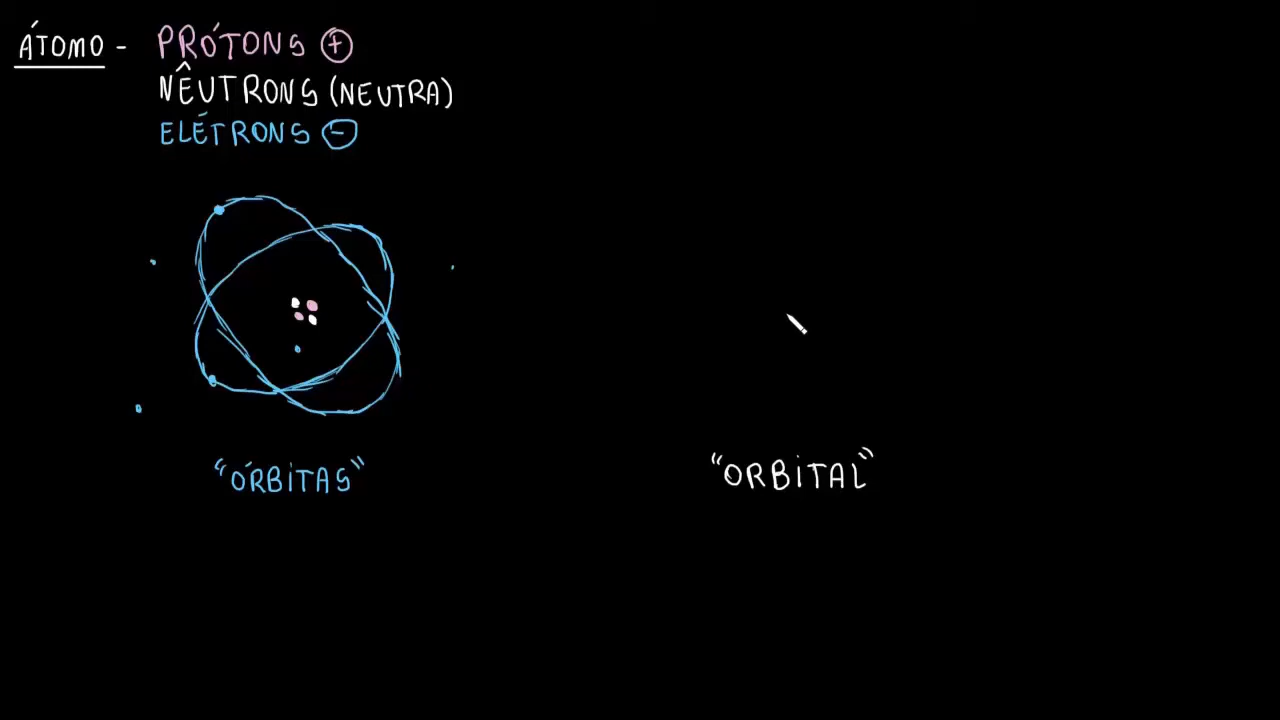 ÁTOMO - PRÓTONS +
NÊUTRONS (NEUTRA)
ELÉTRONS -
"ÓRBITAS"
"ORBITAL"